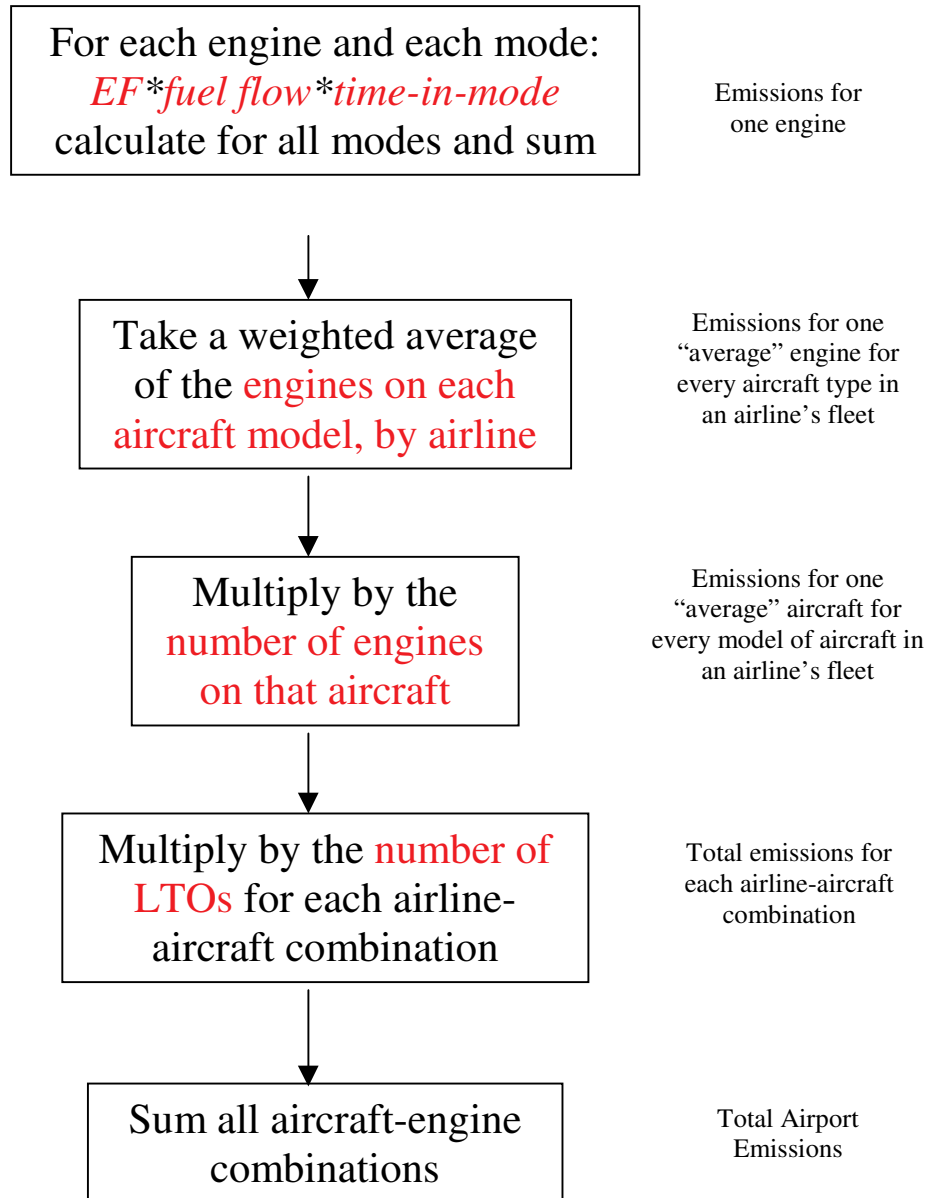 For each engine and each mode:
EF*fuel flow*time-in-mode
calculate for all modes and sum
Emissions for
one engine
Take a weighted average
of the engines on each
aircraft model, by airline
Emissions for one
“average” engine for
every aircraft type in
an airline’s fleet
Multiply by the
number of engines
on that aircraft
Emissions for one
“average” aircraft for
every model of aircraft in
an airline’s fleet
Multiply by the number of
LTOs for each airline-
aircraft combination
Total emissions for
each airline-aircraft
combination
Sum all aircraft-engine
combinations
Total Airport
Emissions